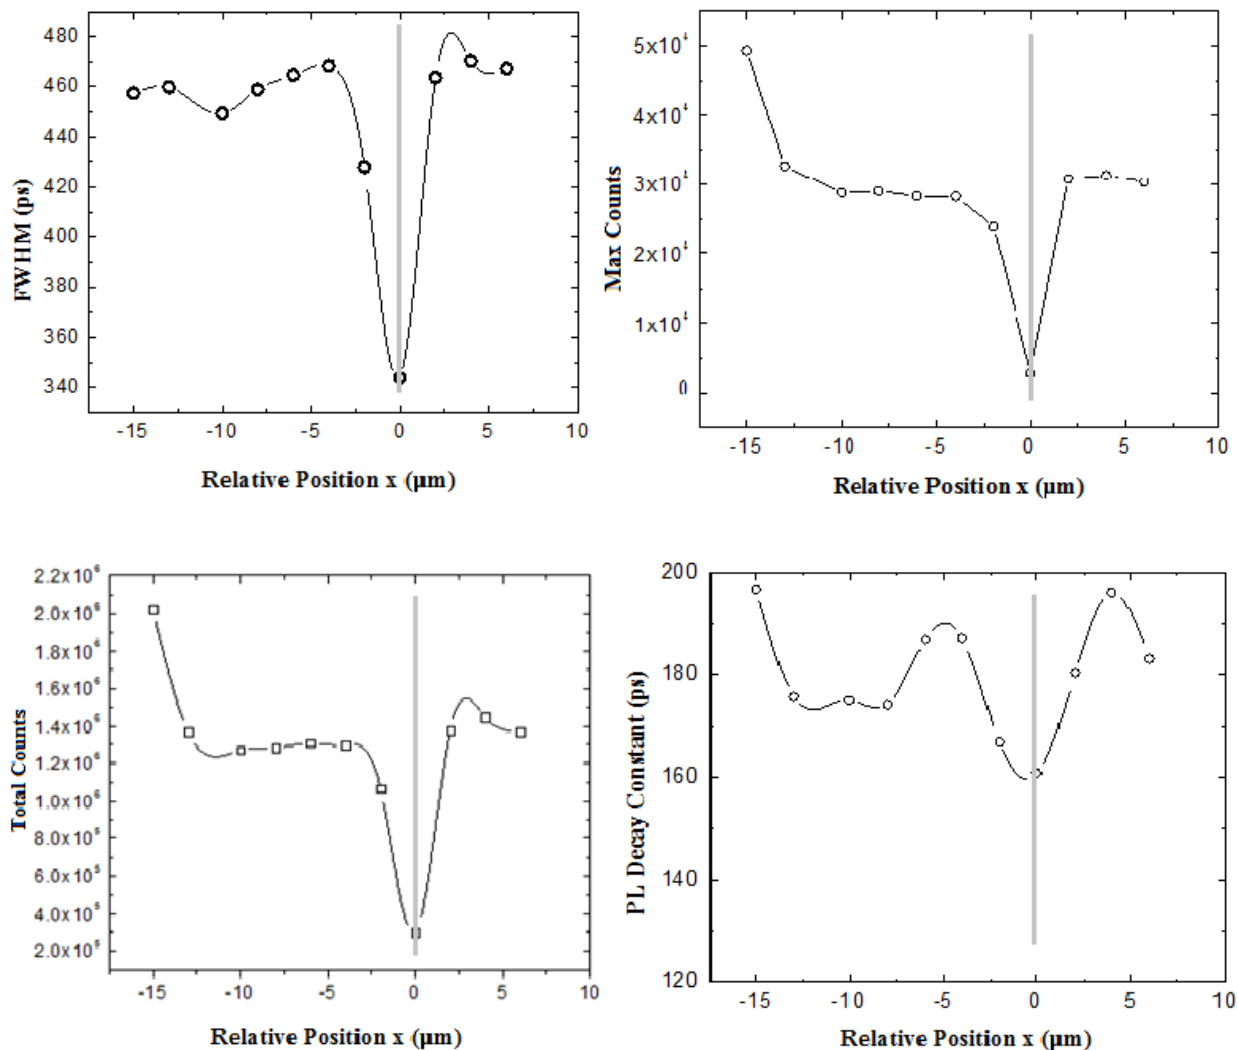 FWHM (ps)
480
460
440
420
400
380
360
340
-15 -10 -5 0 5 10
Relative Position x (μm)
Max Counts
5x10⁴
4x10⁴
3x10⁴
2x10⁴
1x10⁴
0
-15 -10 -5 0 5 10
Relative Position x (μm)
Total Counts
2.2x10⁶
2.0x10⁶
1.8x10⁶
1.6x10⁶
1.4x10⁶
1.2x10⁶
1.0x10⁶
8.0x10⁵
6.0x10⁵
4.0x10⁵
2.0x10⁵
-15 -10 -5 0 5 10
Relative Position x (μm)
PL Decay Constant (ps)
200
180
160
140
120
-15 -10 -5 0 5 10
Relative Position x (μm)